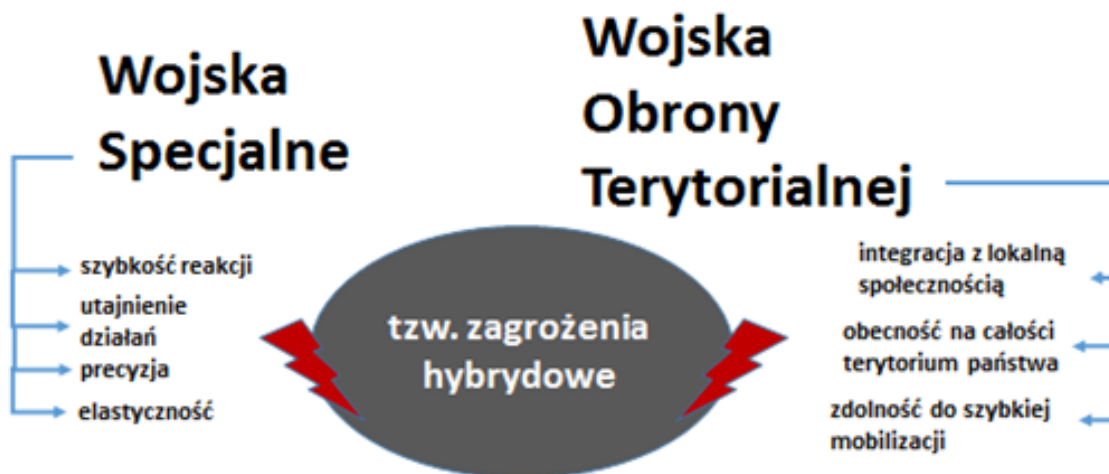 Wojska
Specjalne
szybkość reakcji
utajnienie
działań
precyzja
elastyczność
Wojska
Obrony
Terytorialnej
integracja z lokalną
społecznością
obecność na całości
terytorium państwa
zdolność do szybkiej
mobilizacji
tzw. zagrożenia
hybrydowe